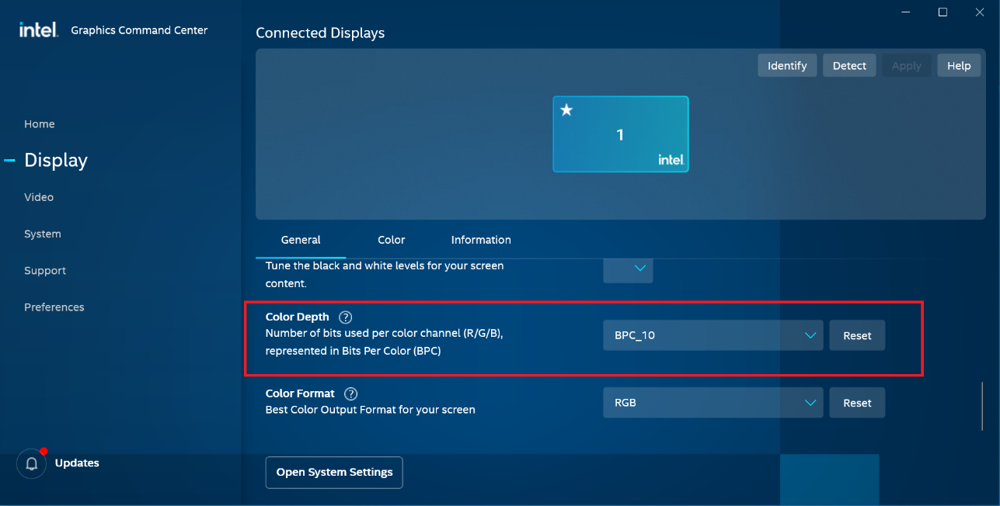 intel. Graphics Command Center
Connected Displays
Identify
Detect
Apply
Help
1
intel.
Home
Display
Video
System
Support
Preferences
Updates
General
Color
Information
Tune the black and white levels for your screen
content.
Color Depth ?
Number of bits used per color channel (R/G/B),
represented in Bits Per Color (BPC)
BPC_10
Reset
Color Format ?
Best Color Output Format for your screen
RGB
Reset
Open System Settings